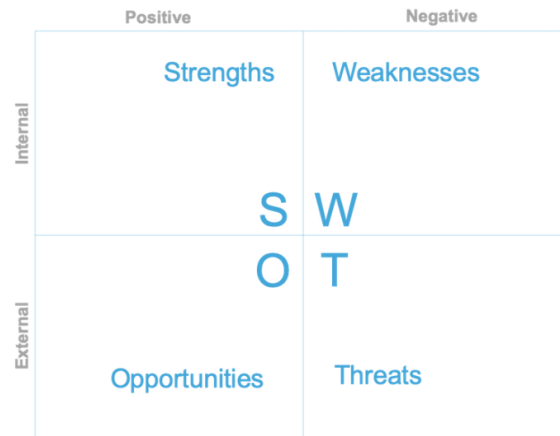 Positive Negative
Internal
Strengths Weaknesses
S W
O T
External
Opportunities Threats